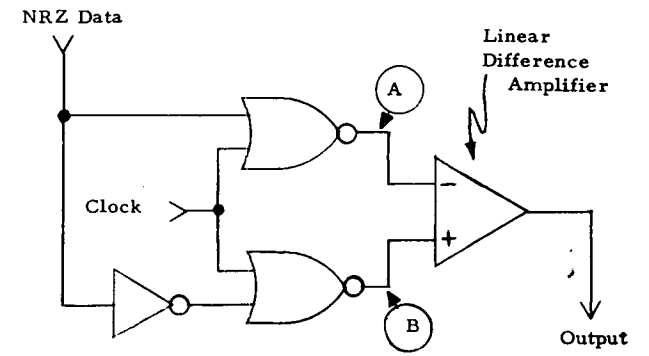 NRZ Data
Linear
Difference
Amplifier
A
Clock
−
+
B
Output